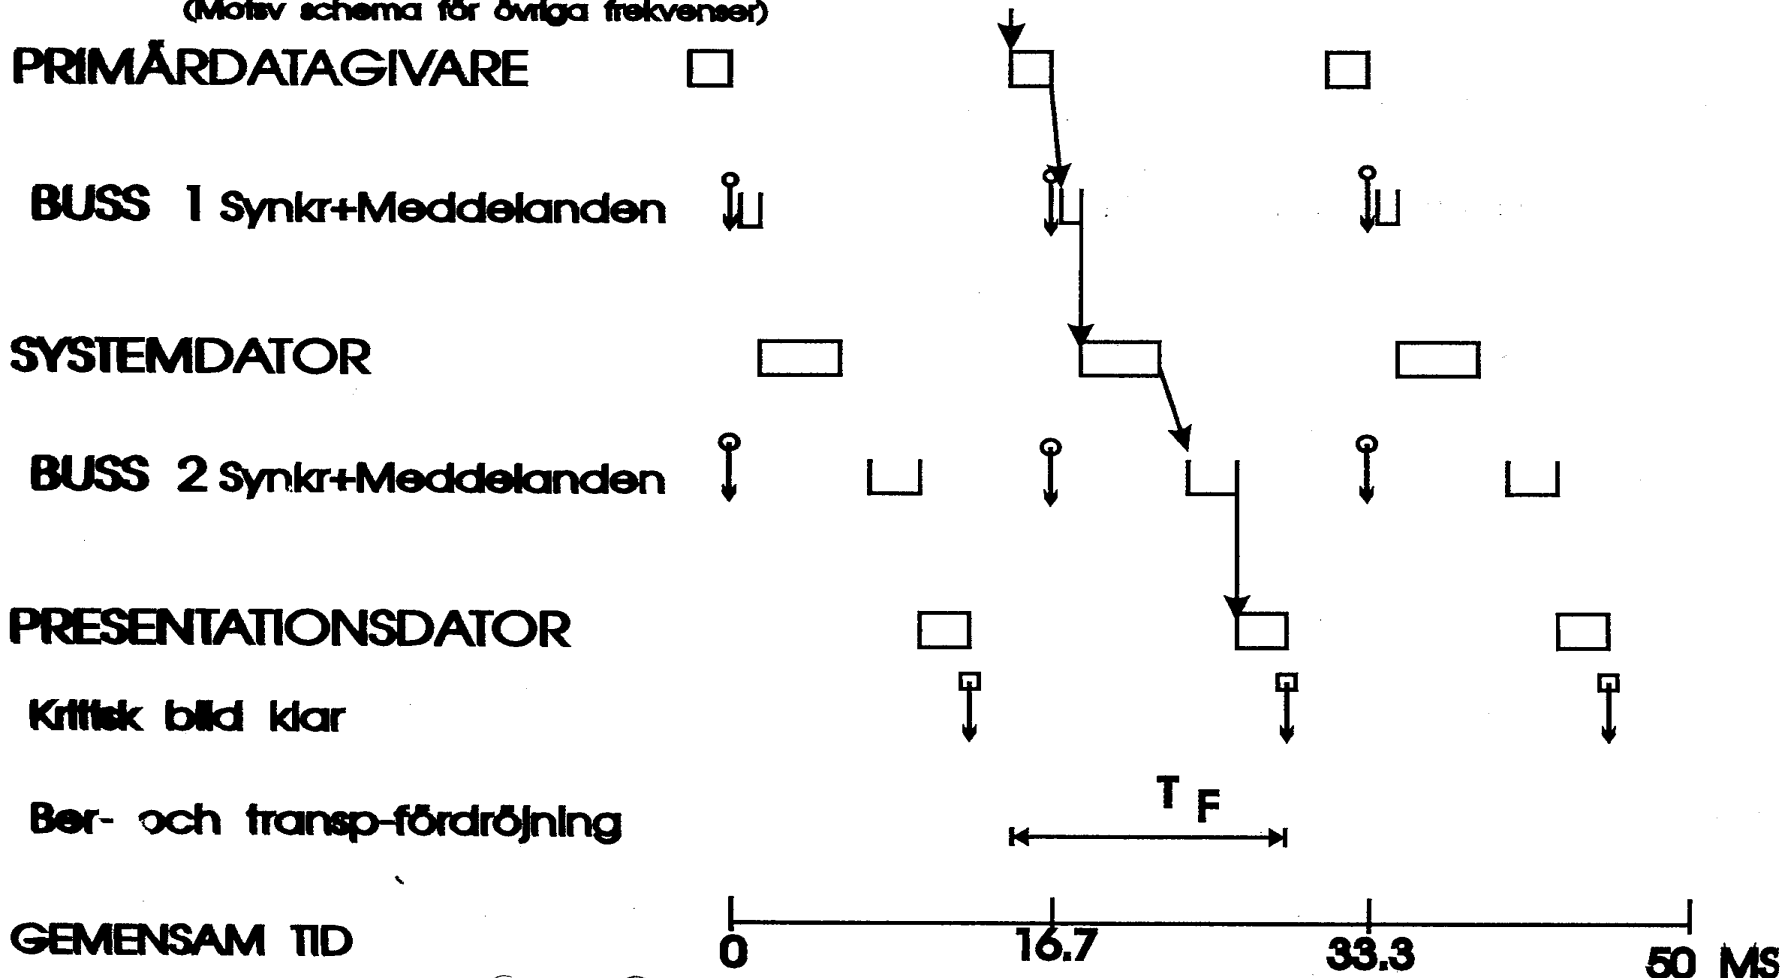 (Motsv schema för övriga frekvenser)
PRIMÄRDATAGIVARE
BUSS 1 Synkr+Meddelanden
SYSTEMDATOR
BUSS 2 Synkr+Meddelanden
PRESENTATIONSDATOR
Kritisk bild klar
Ber- och transp-fördröjning
T F
GEMENSAM TID
0 16.7 33.3 50 MS